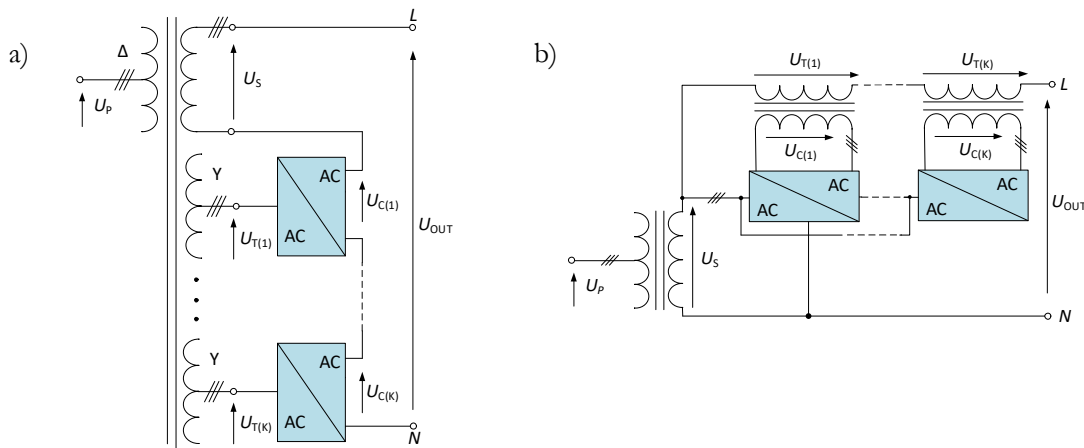 a)
L
Δ
U_S
U_P
Y
AC
AC
U_C(1)
U_T(1)
U_OUT
Y
AC
AC
U_C(K)
U_T(K)
N
b)
U_T(1)
U_T(K)
L
U_C(1)
U_C(K)
AC
AC
AC
AC
U_OUT
U_S
U_P
N